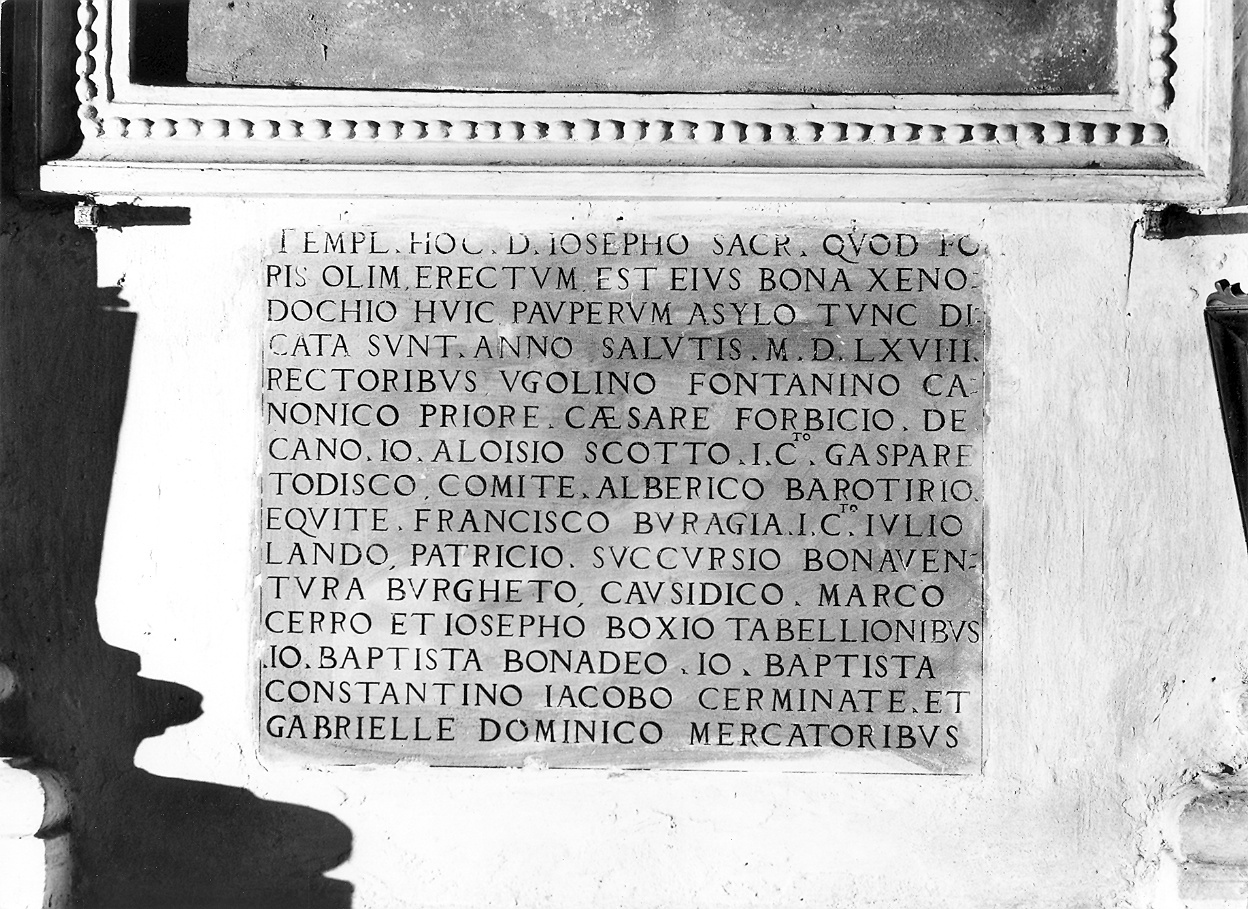 TEMPL. HOC. D. IOSEPHO SACR. QVOD FO
RIS OLIM, ERECTVM EST EIVS BONA XENO-
DOCHIO HVIC PAVPERVM ASYLO TVNC DI-
CATA SVNT. ANNO SALVTIS. M. D. LXVIII.
RECTORIBVS VGOLINO FONTANINO CA-
NONICO PRIORE. CÆSARE FORBICIO. DE
CANO. IO. ALOISIO SCOTTO. I. C.TO GASPARE
TODISCO, COMITE. ALBERICO BAROTIRIO.
EQVITE. FRANCISCO BVRAGIA. I. C.TO IVLIO
LANDO, PATRICIO. SVCCVRSIO BONAVEN-
TVRA BVRGHETO, CAVSIDICO. MARCO
CERRO ET IOSEPHO BOXIO TABELLIONIBVS
.IO. BAPTISTA BONADEO. IO. BAPTISTA
CONSTANTINO IACOBO CERMINATE. ET
GABRIELLE DOMINICO MERCATORIBVS